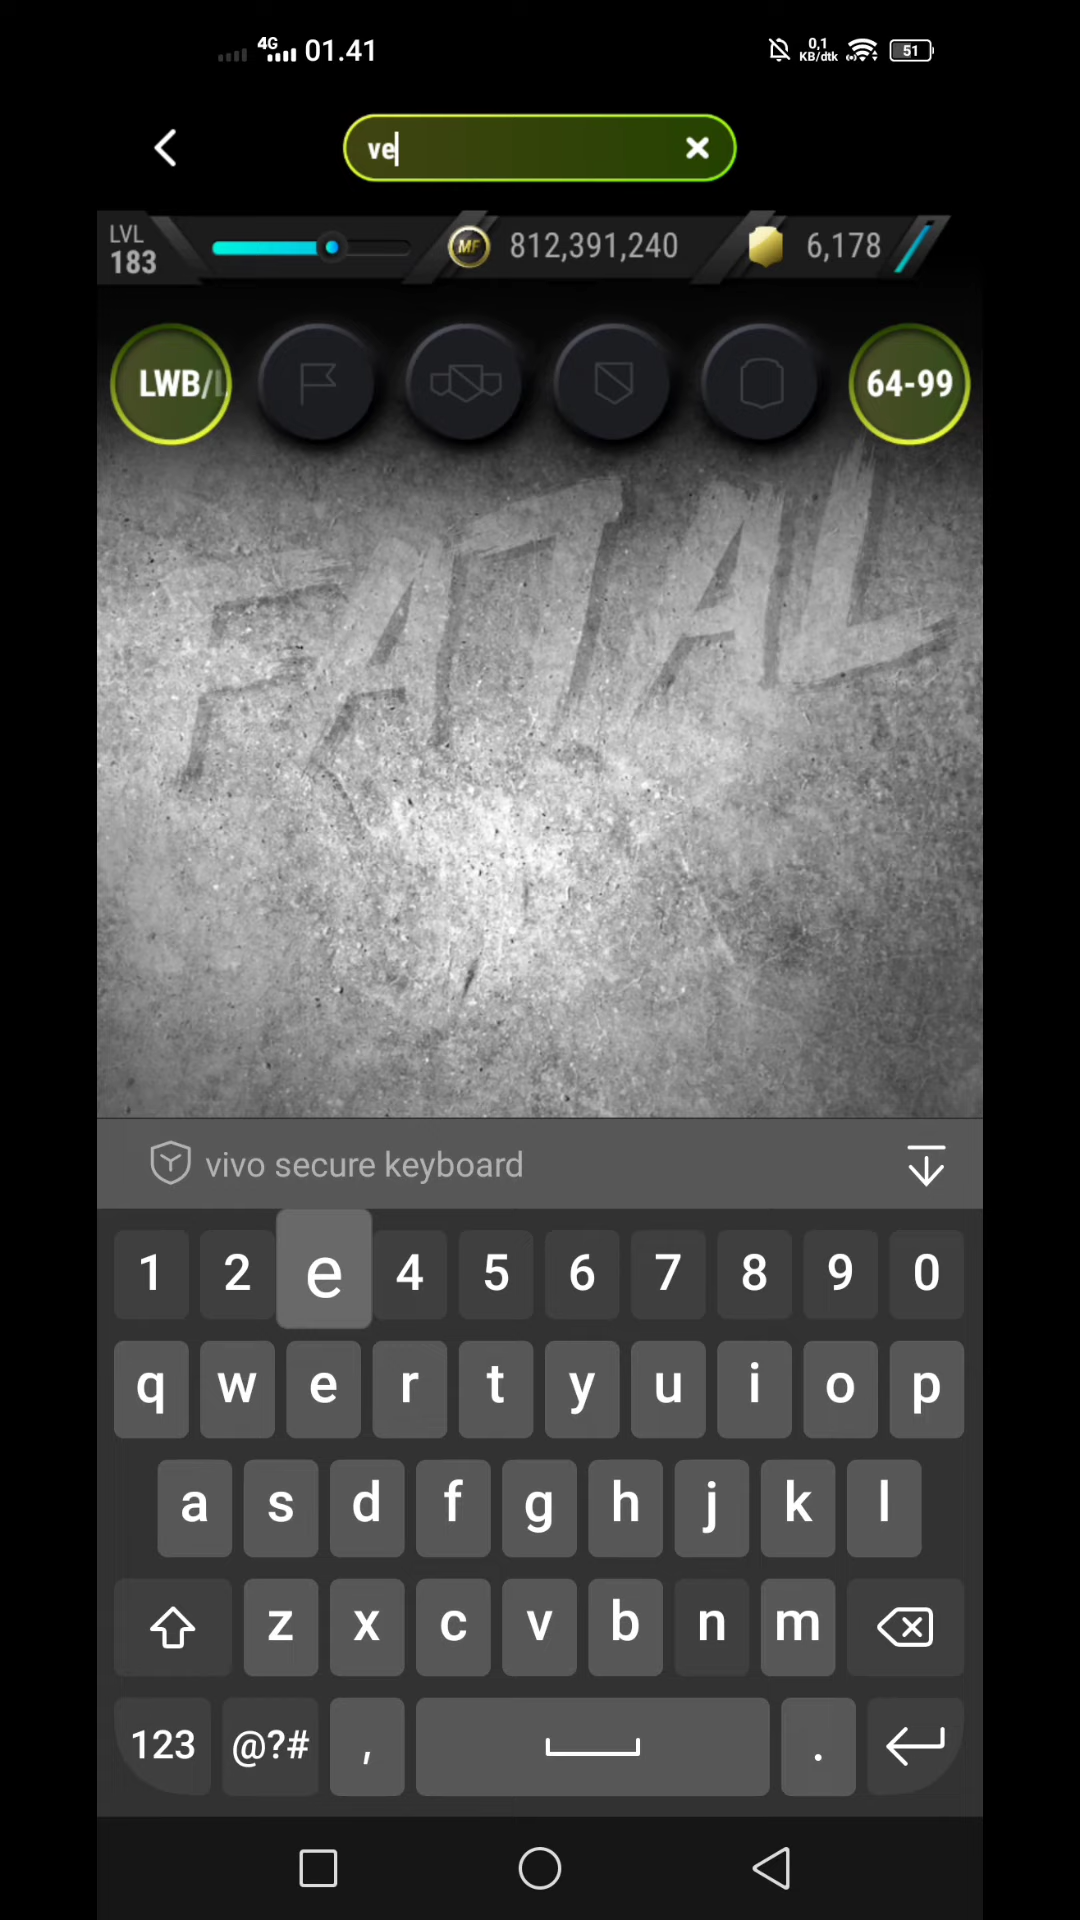 4G 01.41 0,1 KB/dtk 51
ve
LVL 183 MF 812,391,240 6,178
LWB/ 64-99
FATAL
vivo secure keyboard
1 2 e 4 5 6 7 8 9 0
q w e r t y u i o p
a s d f g h j k l
z x c v b n m
123 @?# , .